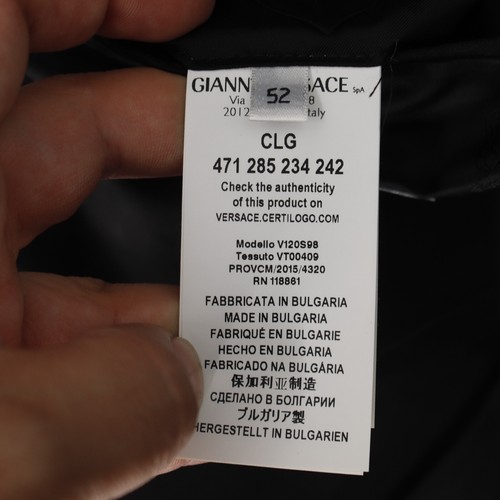 GIANN SACE SpA
Via 8
2012 taly
52
CLG
471 285 234 242
Check the authenticity
of this product on
VERSACE.CERTILOGO.COM
Modello V120S98
Tessuto VT00409
PROVCM/2015/4320
RN 118861
FABBRICATA IN BULGARIA
MADE IN BULGARIA
FABRIQUÉ EN BULGARIE
HECHO EN BULGARIA
FABRICADO NA BULGÁRIA
保加利亚制造
СДЕЛАНО В БОЛГАРИИ
ブルガリア製
HERGESTELLT IN BULGARIEN